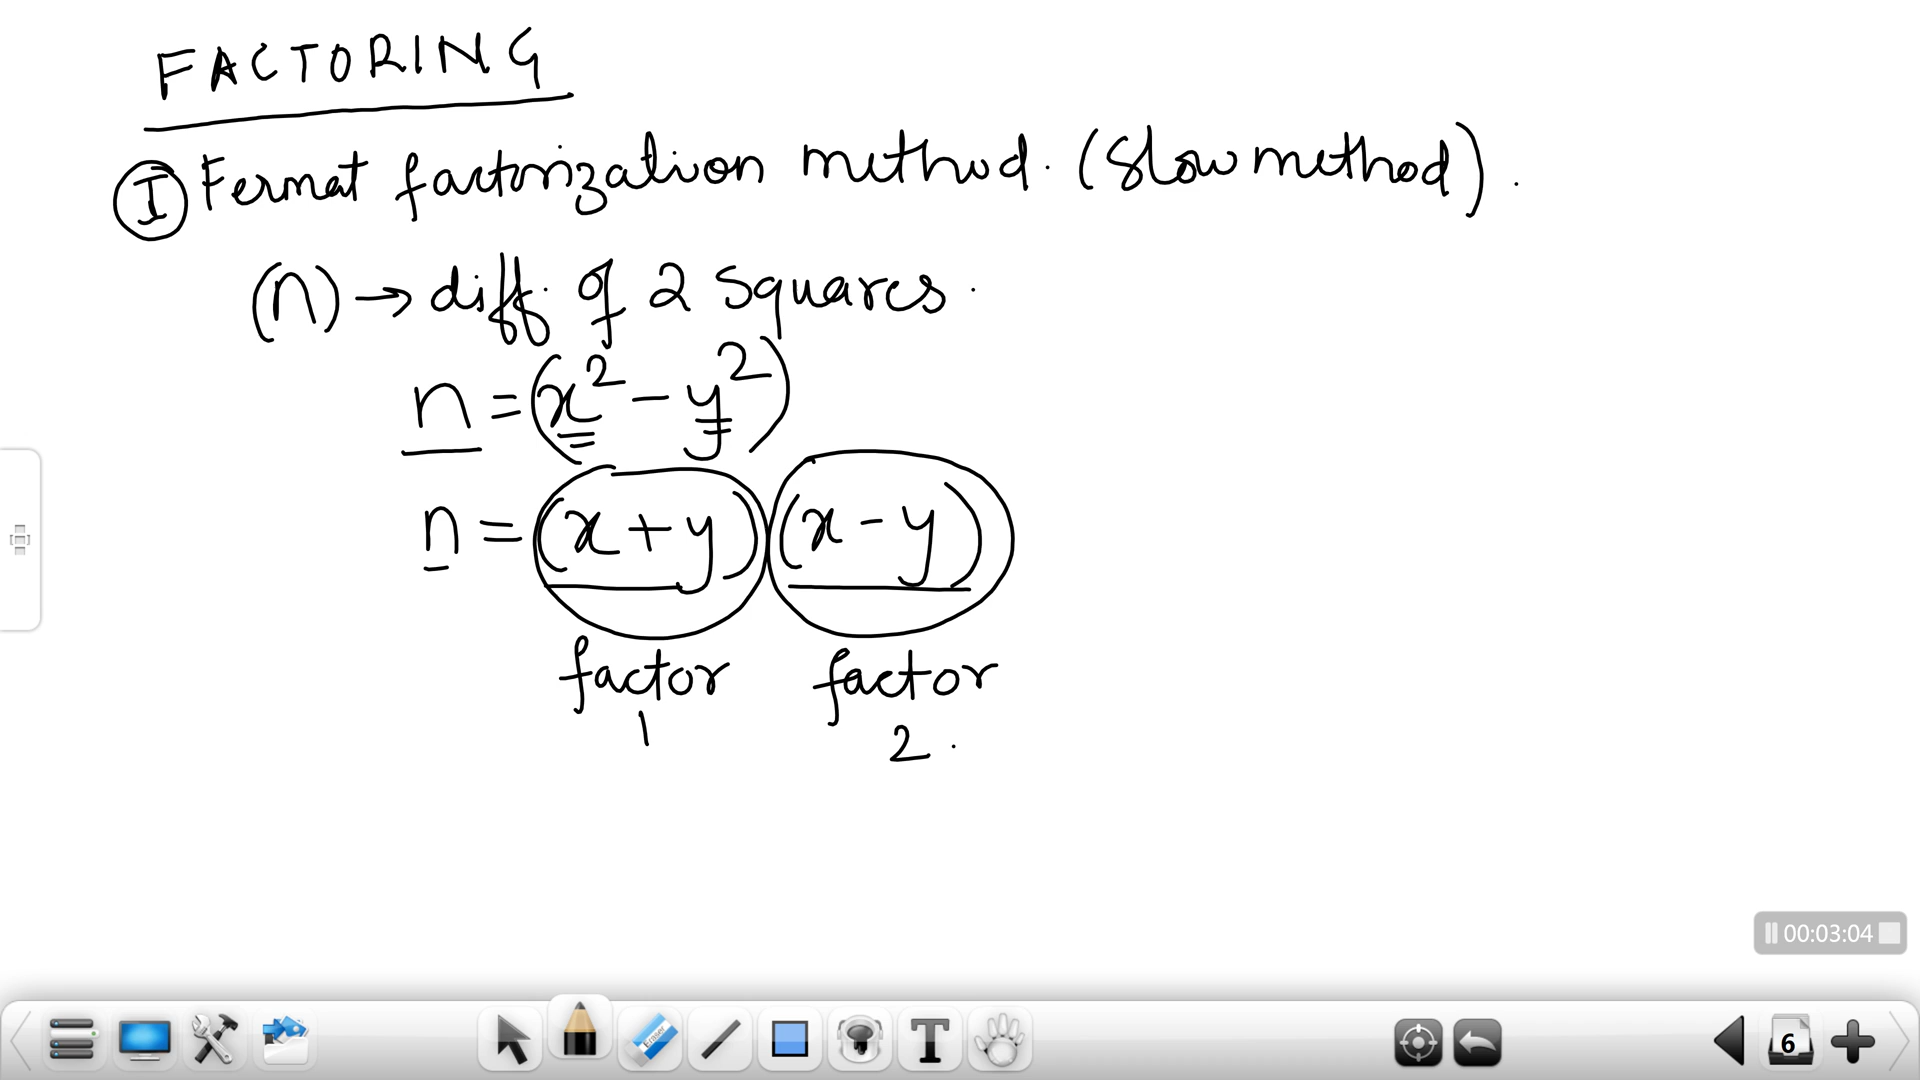 FACTORING
I Fermat factorization method. (Slow method).
(n) → diff. of 2 squares.
n = (x² - y²)
n = (x + y) (x - y)
factor factor
1 2.
00:03:04
Eraser
T
6